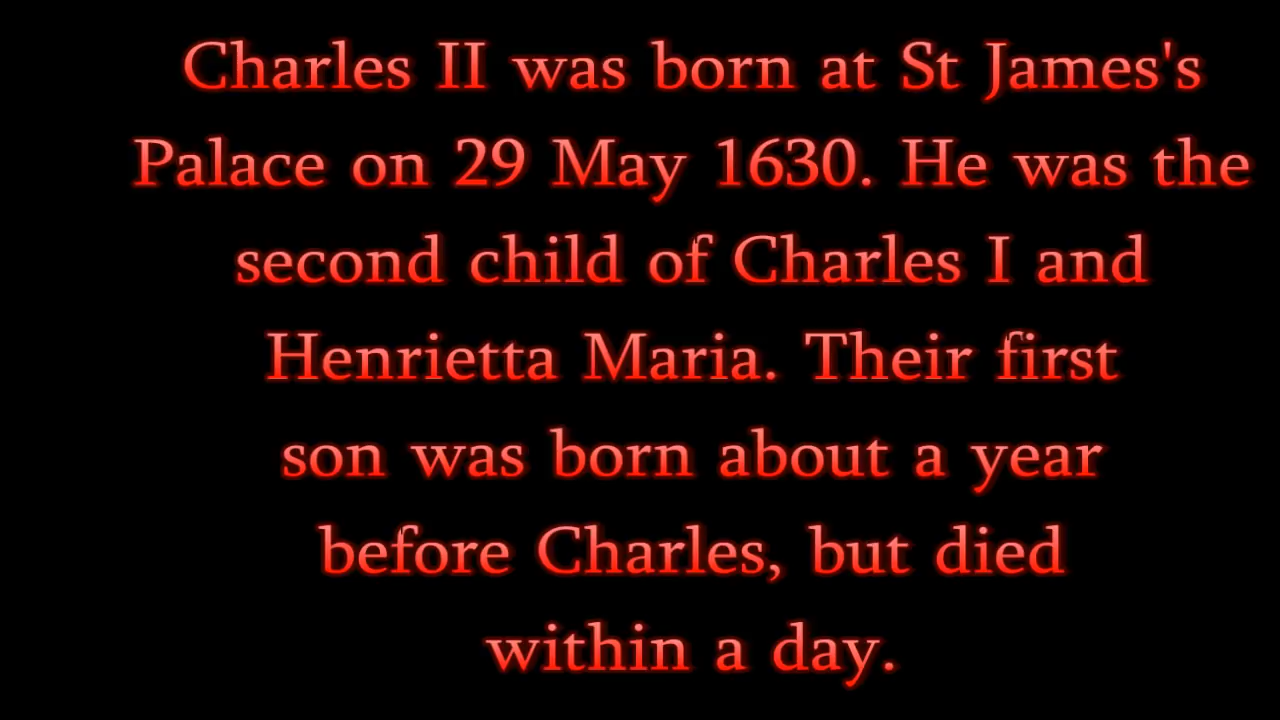 Charles II was born at St James's
Palace on 29 May 1630. He was the
second child of Charles I and
Henrietta Maria. Their first
son was born about a year
before Charles, but died
within a day.